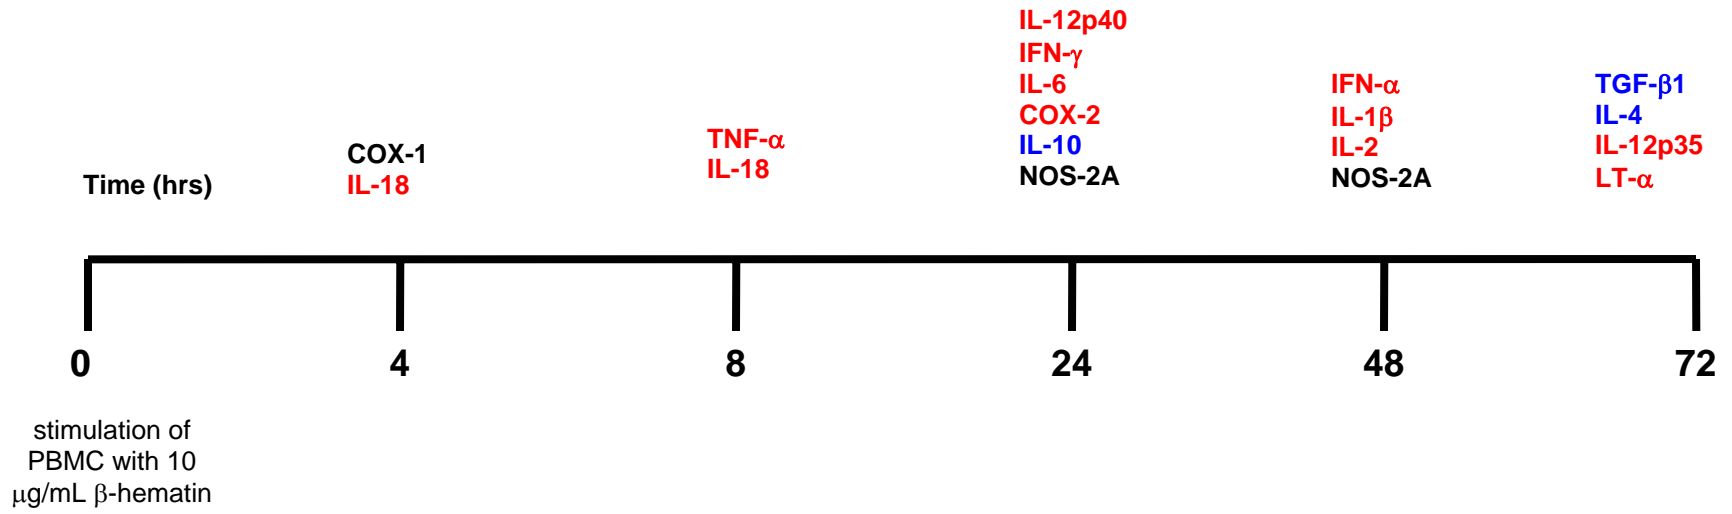 Time (hrs)
COX-1
IL-18
TNF-α
IL-18
IL-12p40
IFN-γ
IL-6
COX-2
IL-10
NOS-2A
IFN-α
IL-1β
IL-2
NOS-2A
TGF-β1
IL-4
IL-12p35
LT-α
0
4
8
24
48
72
stimulation of
PBMC with 10
μg/mL β-hematin